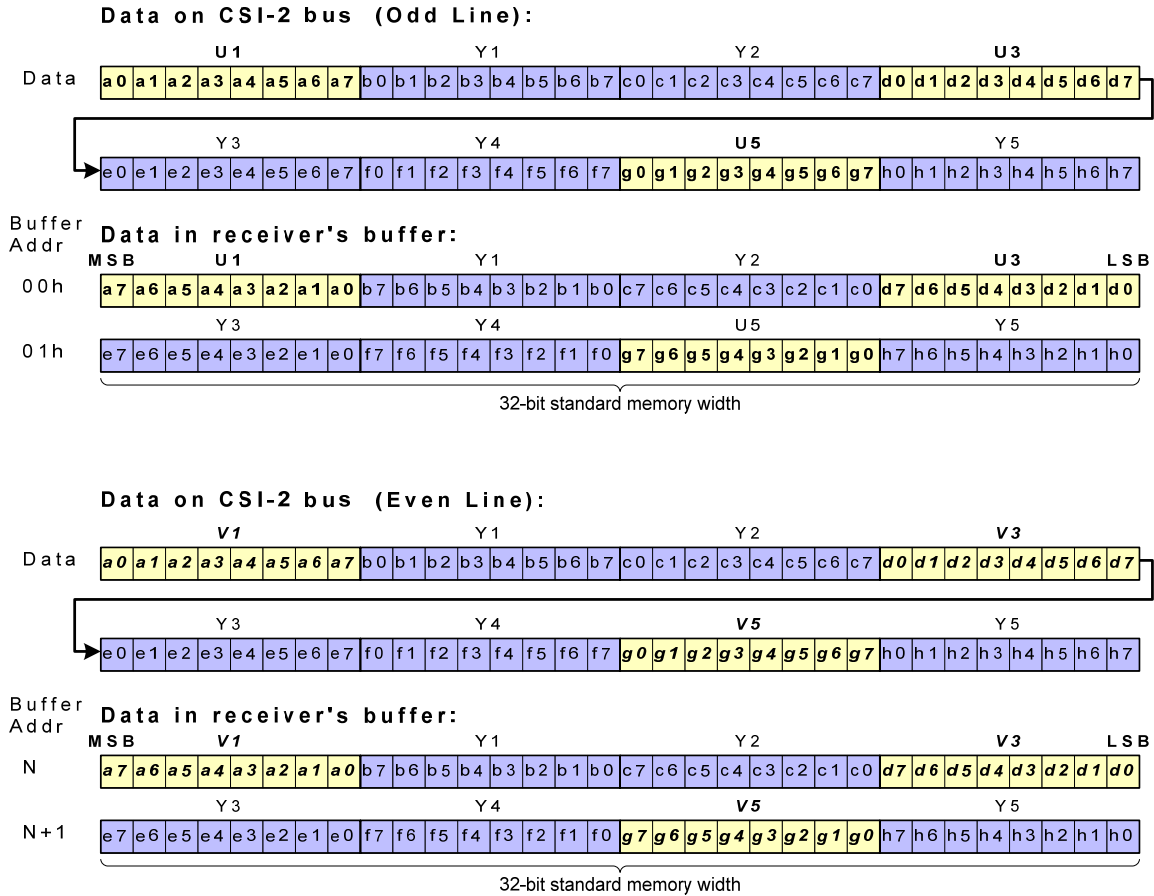 Data on CSI-2 bus (Odd Line):
U1 Y1 Y2 U3
Data a0 a1 a2 a3 a4 a5 a6 a7 b0 b1 b2 b3 b4 b5 b6 b7 c0 c1 c2 c3 c4 c5 c6 c7 d0 d1 d2 d3 d4 d5 d6 d7
Y3 Y4 U5 Y5
e0 e1 e2 e3 e4 e5 e6 e7 f0 f1 f2 f3 f4 f5 f6 f7 g0 g1 g2 g3 g4 g5 g6 g7 h0 h1 h2 h3 h4 h5 h6 h7
Buffer
Addr
Data in receiver's buffer:
MSB U1 Y1 Y2 U3 LSB
00h a7 a6 a5 a4 a3 a2 a1 a0 b7 b6 b5 b4 b3 b2 b1 b0 c7 c6 c5 c4 c3 c2 c1 c0 d7 d6 d5 d4 d3 d2 d1 d0
Y3 Y4 U5 Y5
01h e7 e6 e5 e4 e3 e2 e1 e0 f7 f6 f5 f4 f3 f2 f1 f0 g7 g6 g5 g4 g3 g2 g1 g0 h7 h6 h5 h4 h3 h2 h1 h0
32-bit standard memory width
Data on CSI-2 bus (Even Line):
V1 Y1 Y2 V3
Data a0 a1 a2 a3 a4 a5 a6 a7 b0 b1 b2 b3 b4 b5 b6 b7 c0 c1 c2 c3 c4 c5 c6 c7 d0 d1 d2 d3 d4 d5 d6 d7
Y3 Y4 V5 Y5
e0 e1 e2 e3 e4 e5 e6 e7 f0 f1 f2 f3 f4 f5 f6 f7 g0 g1 g2 g3 g4 g5 g6 g7 h0 h1 h2 h3 h4 h5 h6 h7
Buffer
Addr
Data in receiver's buffer:
MSB V1 Y1 Y2 V3 LSB
N a7 a6 a5 a4 a3 a2 a1 a0 b7 b6 b5 b4 b3 b2 b1 b0 c7 c6 c5 c4 c3 c2 c1 c0 d7 d6 d5 d4 d3 d2 d1 d0
Y3 Y4 V5 Y5
N+1 e7 e6 e5 e4 e3 e2 e1 e0 f7 f6 f5 f4 f3 f2 f1 f0 g7 g6 g5 g4 g3 g2 g1 g0 h7 h6 h5 h4 h3 h2 h1 h0
32-bit standard memory width